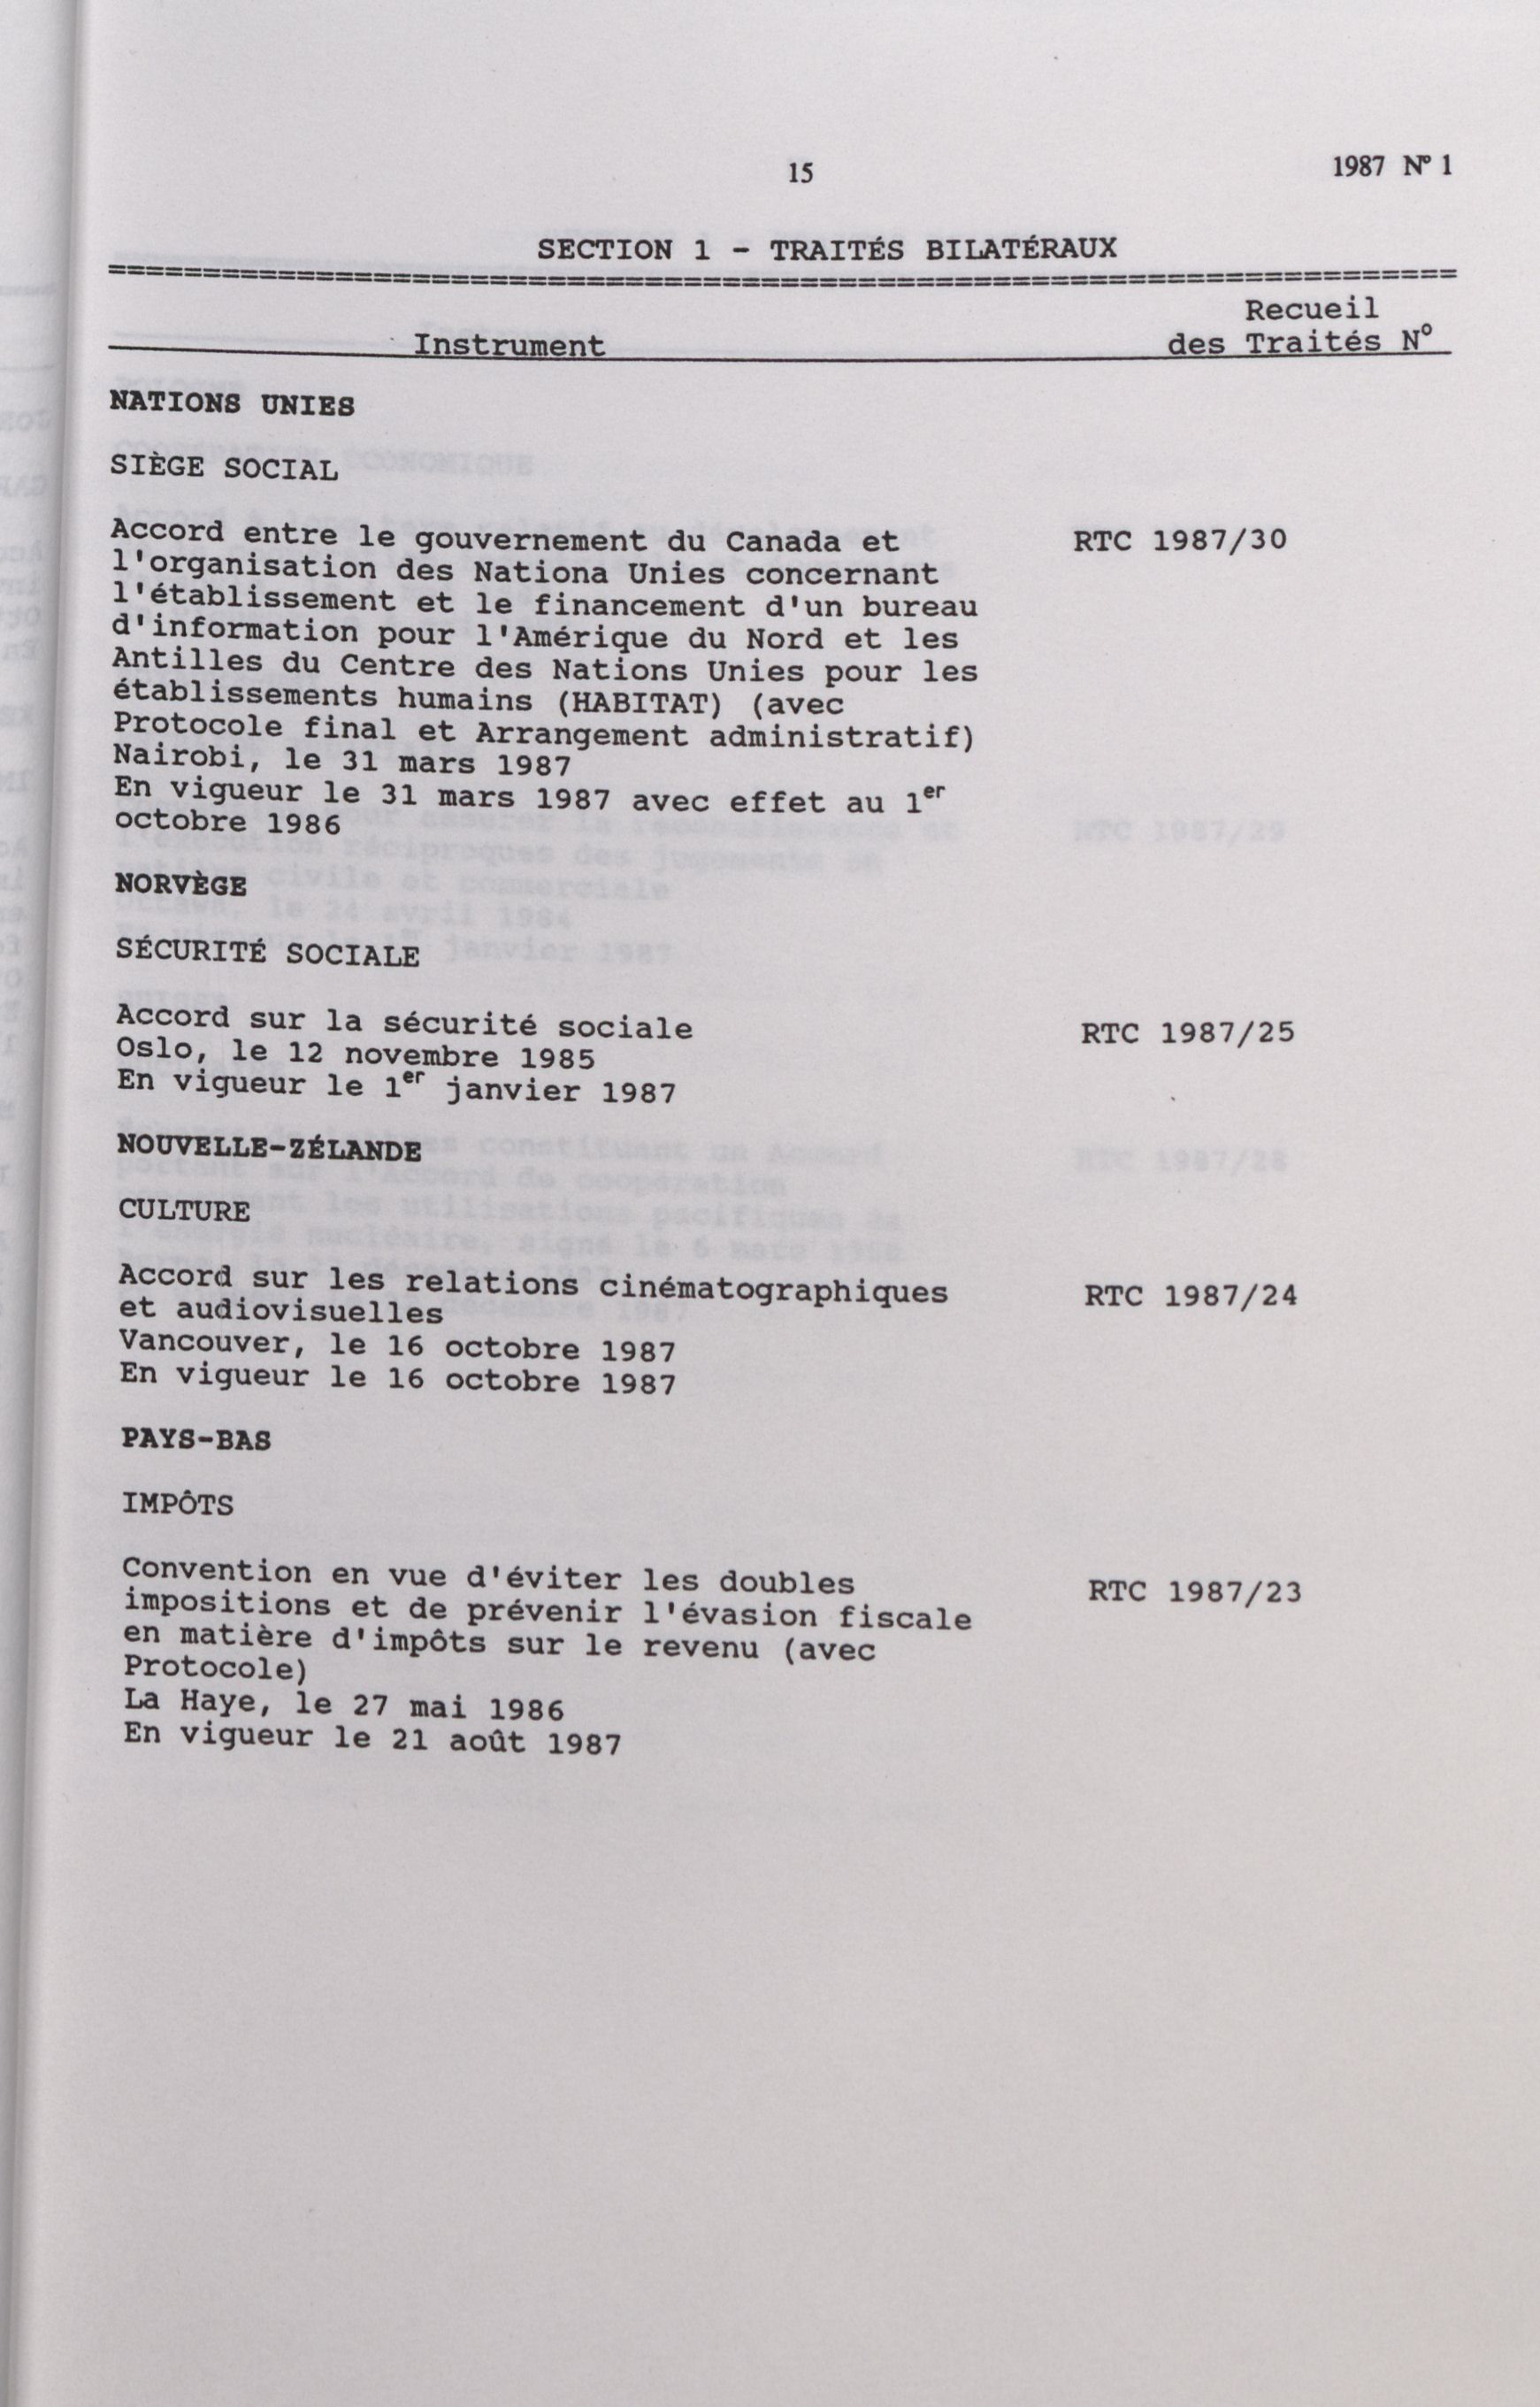 15
1987 Nº 1
SECTION 1 - TRAITÉS BILATÉRAUX
Recueil
Instrument des Traités Nº
NATIONS UNIES
SIÈGE SOCIAL
Accord entre le gouvernement du Canada et RTC 1987/30
l'organisation des Nationa Unies concernant
l'établissement et le financement d'un bureau
d'information pour l'Amérique du Nord et les
Antilles du Centre des Nations Unies pour les
établissements humains (HABITAT) (avec
Protocole final et Arrangement administratif)
Nairobi, le 31 mars 1987
En vigueur le 31 mars 1987 avec effet au 1er
octobre 1986
NORVÈGE
SÉCURITÉ SOCIALE
Accord sur la sécurité sociale RTC 1987/25
Oslo, le 12 novembre 1985
En vigueur le 1er janvier 1987
NOUVELLE-ZÉLANDE
CULTURE
Accord sur les relations cinématographiques RTC 1987/24
et audiovisuelles
Vancouver, le 16 octobre 1987
En vigueur le 16 octobre 1987
PAYS-BAS
IMPÔTS
Convention en vue d'éviter les doubles RTC 1987/23
impositions et de prévenir l'évasion fiscale
en matière d'impôts sur le revenu (avec
Protocole)
La Haye, le 27 mai 1986
En vigueur le 21 août 1987